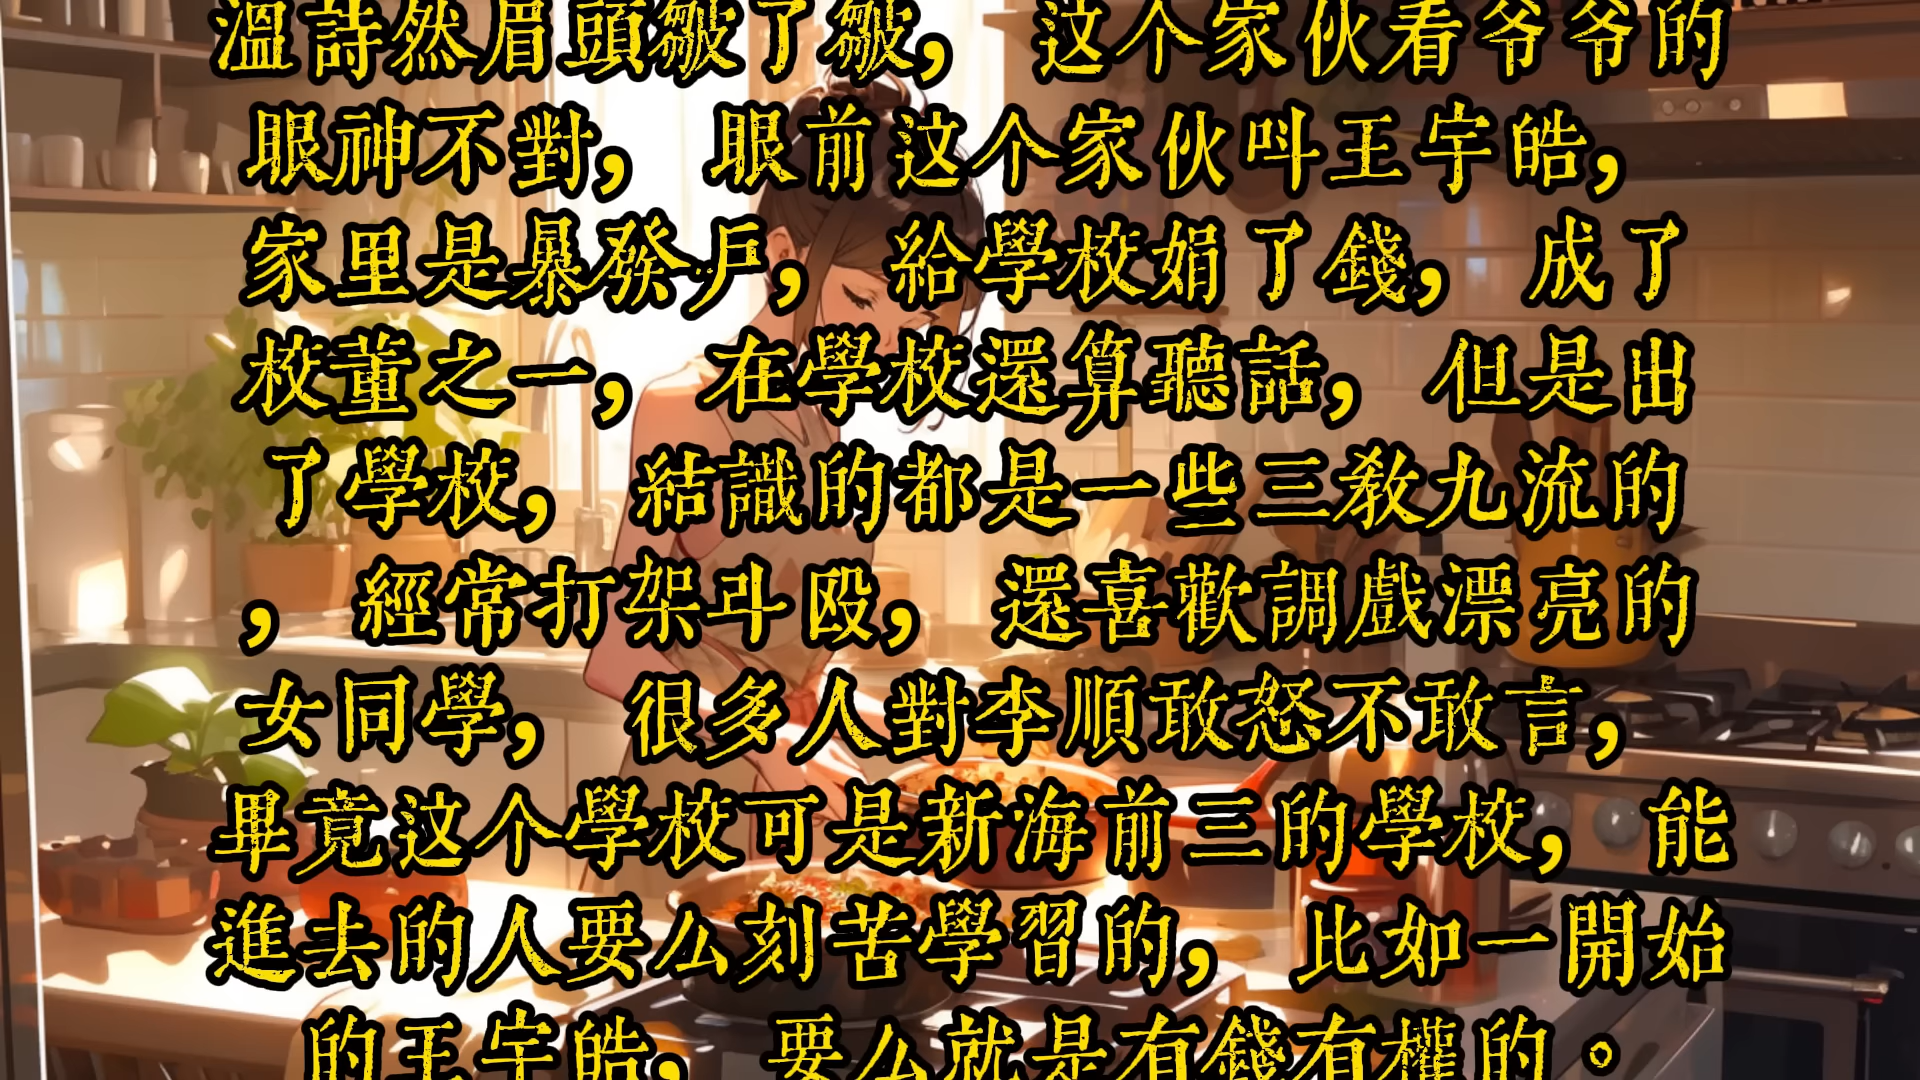 溫詩然眉頭皺了皺， 这个家伙看爷爷的
眼神不對， 眼前这个家伙叫王宇皓，
家里是暴發戶， 給學校娟了錢， 成了
校董之一， 在學校還算聽話， 但是出
了學校， 結識的都是一些三教九流的
， 經常打架斗殴， 還喜歡調戲漂亮的
女同學， 很多人對李順敢怒不敢言，
畢竟这个學校可是新海前三的學校， 能
進去的人要么刻苦學習的， 比如一開始
的王宇皓， 要么就是有錢有權的。